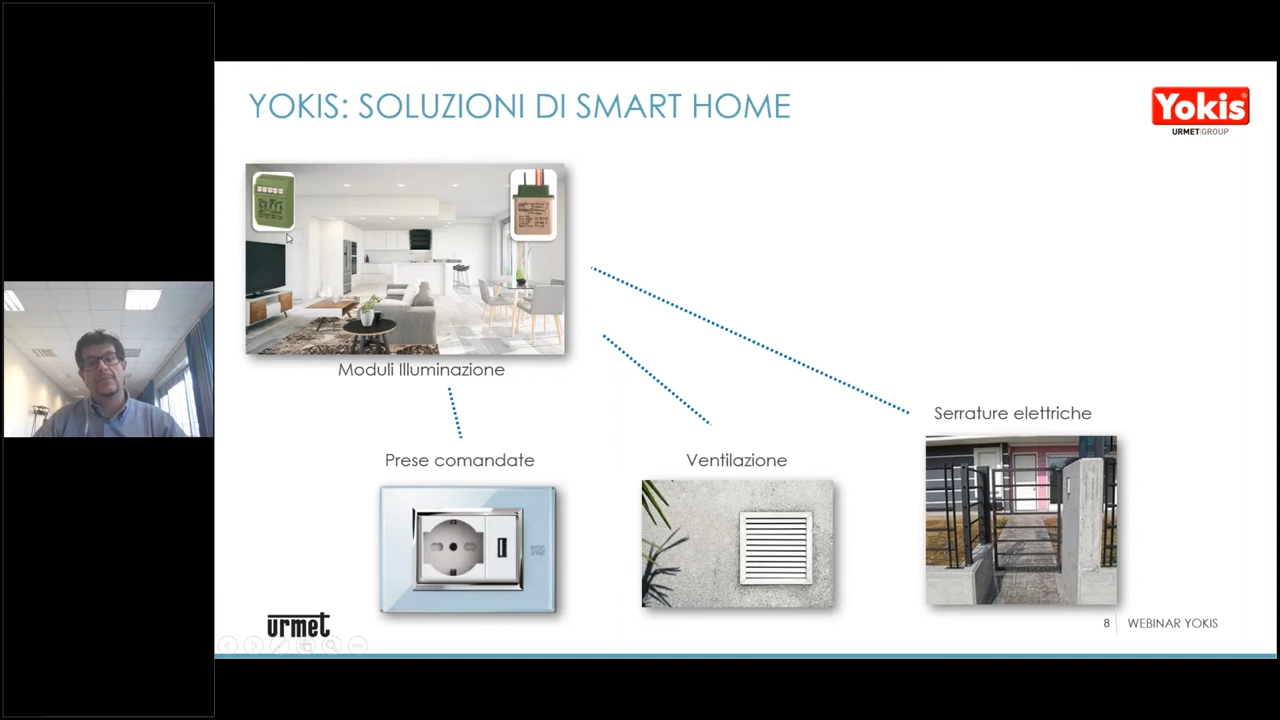 YOKIS: SOLUZIONI DI SMART HOME
Yokis
URMET GROUP
Moduli Illuminazione
Serrature elettriche
Prese comandate
Ventilazione
urmet
8
WEBINAR YOKIS